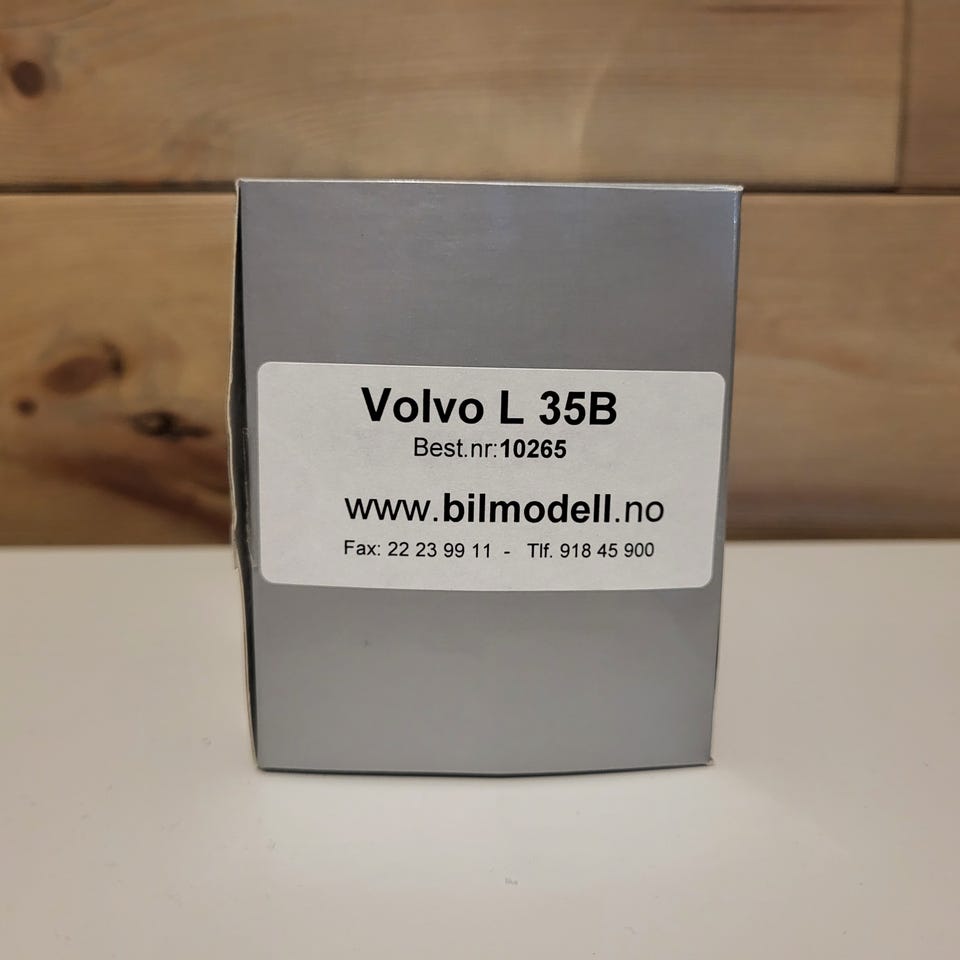 Volvo L 35B
Best.nr:10265
www.bilmodell.no
Fax: 22 23 99 11 - Tlf. 918 45 900